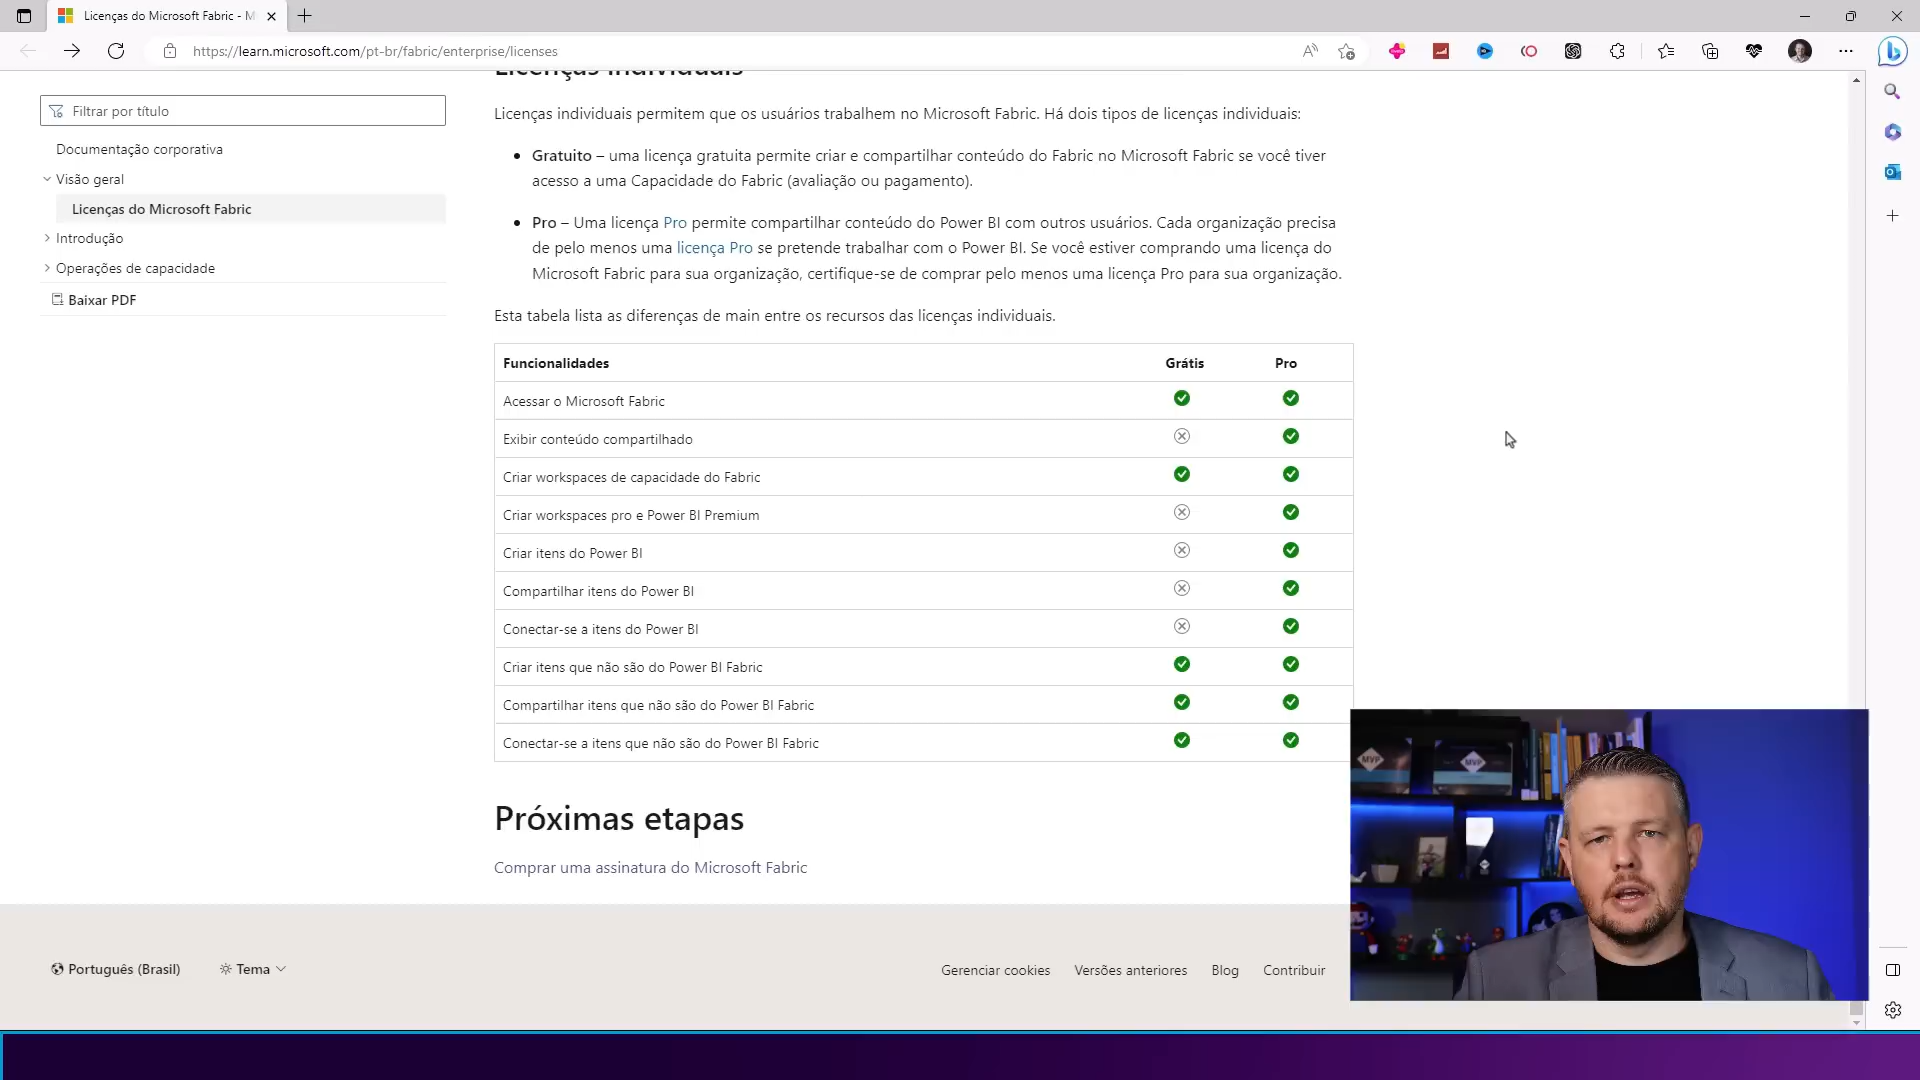 Licenças do Microsoft Fabric - M
https://learn.microsoft.com/pt-br/fabric/enterprise/licenses
Filtrar por título
Documentação corporativa
Visão geral
Licenças do Microsoft Fabric
Introdução
Operações de capacidade
Baixar PDF
Licenças individuais
Licenças individuais permitem que os usuários trabalhem no Microsoft Fabric. Há dois tipos de licenças individuais:
Gratuito – uma licença gratuita permite criar e compartilhar conteúdo do Fabric no Microsoft Fabric se você tiver
acesso a uma Capacidade do Fabric (avaliação ou pagamento).
Pro – Uma licença Pro permite compartilhar conteúdo do Power BI com outros usuários. Cada organização precisa
de pelo menos uma licença Pro se pretende trabalhar com o Power BI. Se você estiver comprando uma licença do
Microsoft Fabric para sua organização, certifique-se de comprar pelo menos uma licença Pro para sua organização.
Esta tabela lista as diferenças de main entre os recursos das licenças individuais.
Funcionalidades Grátis Pro
Acessar o Microsoft Fabric
Exibir conteúdo compartilhado
Criar workspaces de capacidade do Fabric
Criar workspaces pro e Power BI Premium
Criar itens do Power BI
Compartilhar itens do Power BI
Conectar-se a itens do Power BI
Criar itens que não são do Power BI Fabric
Compartilhar itens que não são do Power BI Fabric
Conectar-se a itens que não são do Power BI Fabric
Próximas etapas
Comprar uma assinatura do Microsoft Fabric
Português (Brasil) Tema
Gerenciar cookies Versões anteriores Blog Contribuir
MVP
MVP